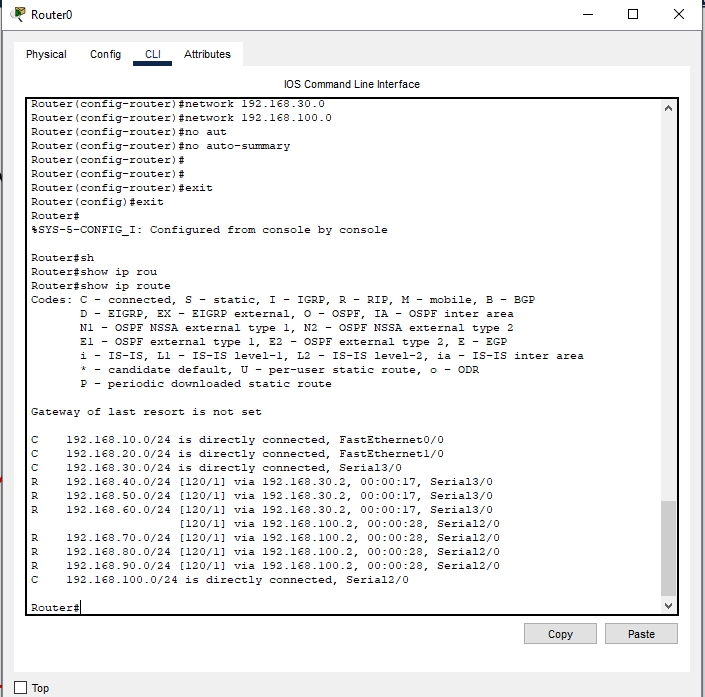 Router0
Physical Config CLI Attributes
IOS Command Line Interface
Router(config-router)#network 192.168.30.0
Router(config-router)#network 192.168.100.0
Router(config-router)#no aut
Router(config-router)#no auto-summary
Router(config-router)#
Router(config-router)#
Router(config-router)#exit
Router(config)#exit
Router#
%SYS-5-CONFIG_I: Configured from console by console
Router#sh
Router#show ip rou
Router#show ip route
Codes: C - connected, S - static, I - IGRP, R - RIP, M - mobile, B - BGP
D - EIGRP, EX - EIGRP external, O - OSPF, IA - OSPF inter area
N1 - OSPF NSSA external type 1, N2 - OSPF NSSA external type 2
E1 - OSPF external type 1, E2 - OSPF external type 2, E - EGP
i - IS-IS, L1 - IS-IS level-1, L2 - IS-IS level-2, ia - IS-IS inter area
* - candidate default, U - per-user static route, o - ODR
P - periodic downloaded static route
Gateway of last resort is not set
C 192.168.10.0/24 is directly connected, FastEthernet0/0
C 192.168.20.0/24 is directly connected, FastEthernet1/0
C 192.168.30.0/24 is directly connected, Serial3/0
R 192.168.40.0/24 [120/1] via 192.168.30.2, 00:00:17, Serial3/0
R 192.168.50.0/24 [120/1] via 192.168.30.2, 00:00:17, Serial3/0
R 192.168.60.0/24 [120/1] via 192.168.30.2, 00:00:17, Serial3/0
[120/1] via 192.168.100.2, 00:00:28, Serial2/0
R 192.168.70.0/24 [120/1] via 192.168.100.2, 00:00:28, Serial2/0
R 192.168.80.0/24 [120/1] via 192.168.100.2, 00:00:28, Serial2/0
R 192.168.90.0/24 [120/1] via 192.168.100.2, 00:00:28, Serial2/0
C 192.168.100.0/24 is directly connected, Serial2/0
Router#
Copy Paste
Top